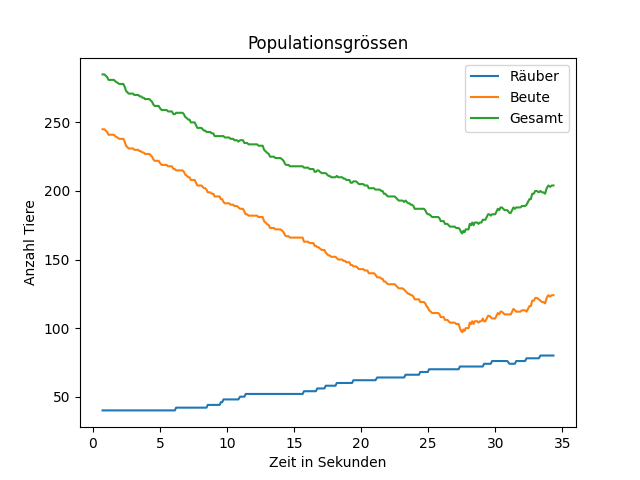 Populationsgrössen
Räuber
Beute
Gesamt
Anzahl Tiere
250
200
150
100
50
0 5 10 15 20 25 30 35
Zeit in Sekunden